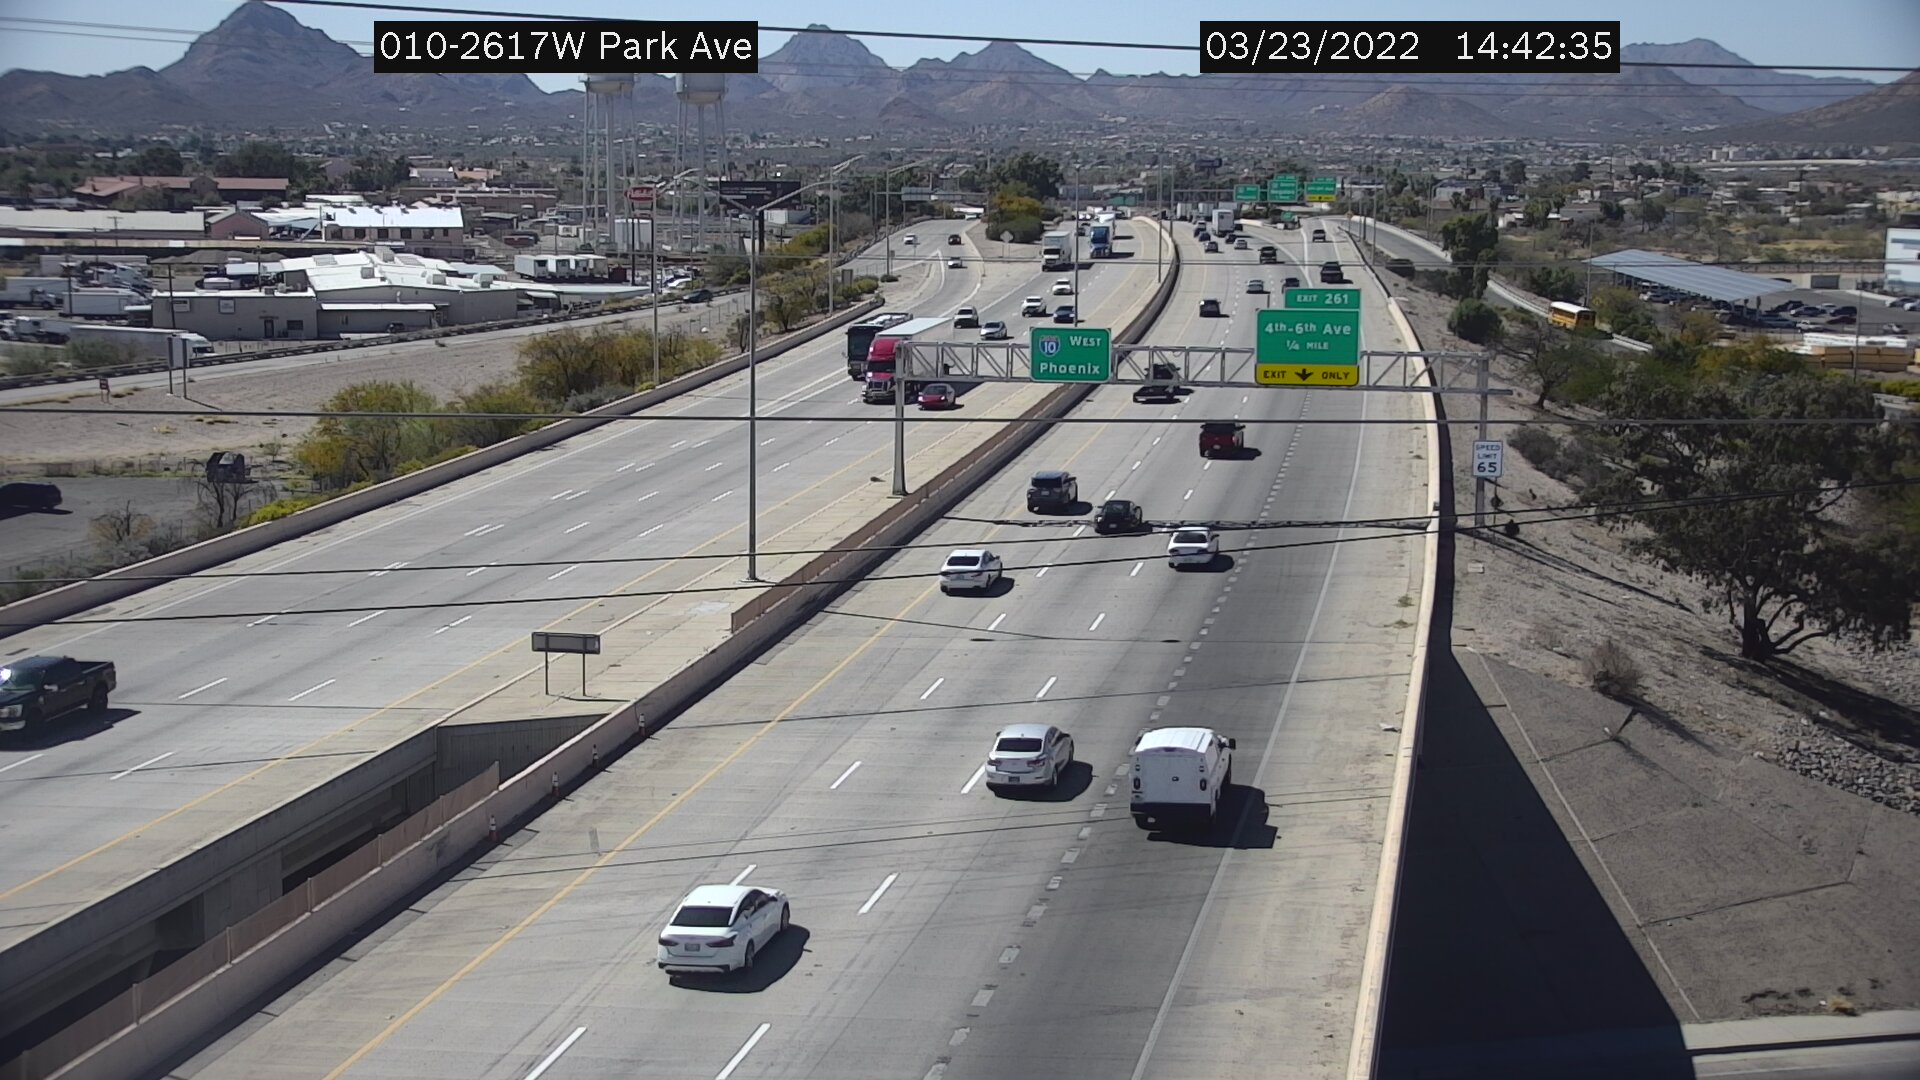 010-2617W Park Ave
03/23/2022 14:42:35
EXIT 261
4th-6th Ave
1/4 MILE
EXIT ONLY
10 WEST
Phoenix
SPEED
LIMIT
65